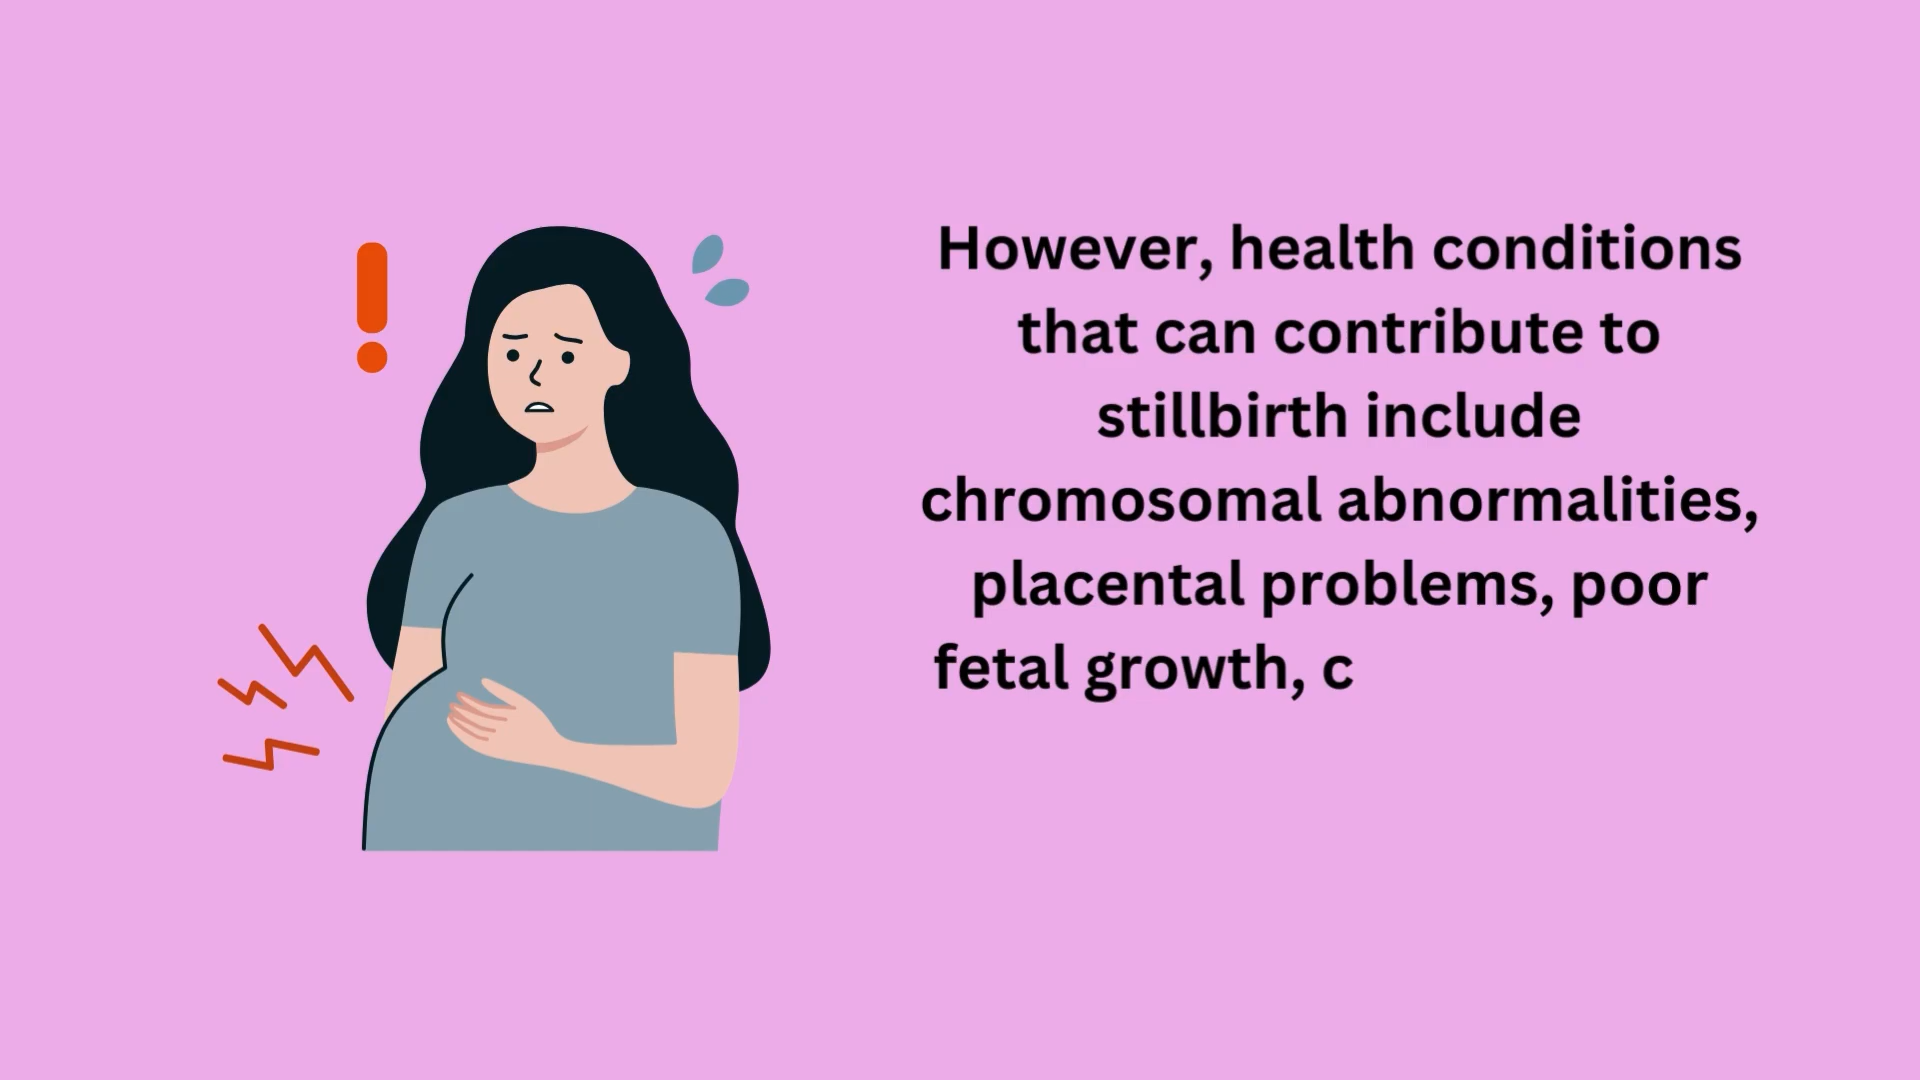 However, health conditions
that can contribute to
stillbirth include
chromosomal abnormalities,
placental problems, poor
fetal growth, c